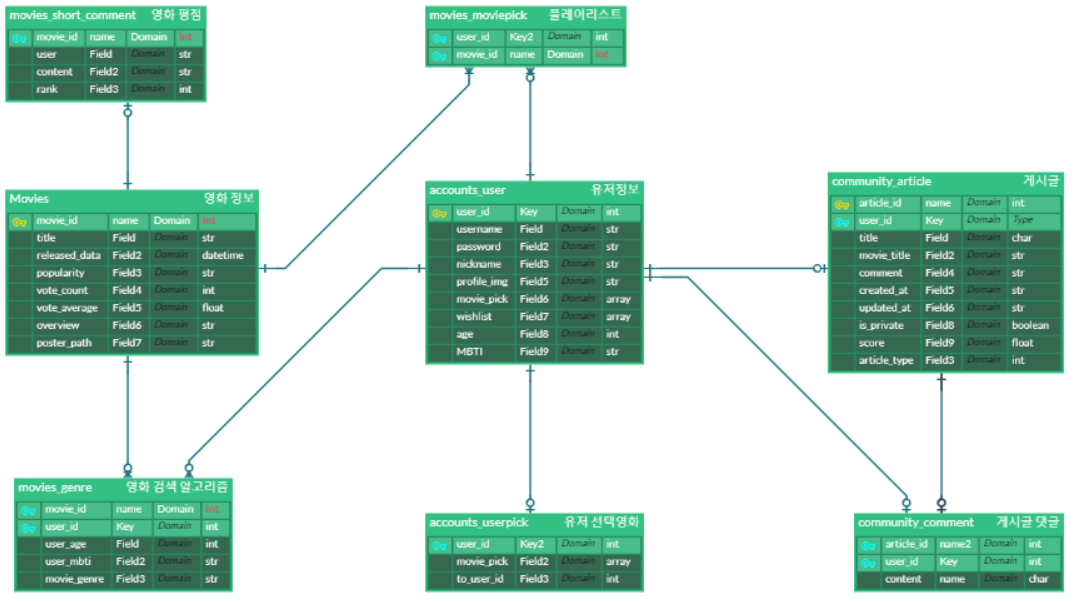 movies_short_comment 영화 평점
movie_id name Domain int
user Field Domain str
content Field2 Domain str
rank Field3 Domain int
movies_moviepick 플레이리스트
user_id Key2 Domain int
movie_id name Domain int
Movies 영화 정보
movie_id name Domain int
title Field Domain str
released_data Field2 Domain datetime
popularity Field3 Domain str
vote_count Field4 Domain int
vote_average Field5 Domain float
overview Field6 Domain str
poster_path Field7 Domain str
accounts_user 유저정보
user_id Key Domain int
username Field Domain str
password Field2 Domain str
nickname Field3 Domain str
profile_img Field5 Domain str
movie_pick Field6 Domain array
wishlist Field7 Domain array
age Field8 Domain int
MBTI Field9 Domain str
community_article 게시글
article_id name Domain int
user_id Key Domain Type
title Field Domain char
movie_title Field2 Domain str
comment Field4 Domain str
created_at Field5 Domain str
updated_at Field6 Domain str
is_private Field8 Domain boolean
score Field9 Domain float
article_type Field3 Domain int
movies_genre 영화 검색 알고리즘
movie_id name Domain int
user_id Key Domain int
user_age Field Domain int
user_mbti Field2 Domain str
movie_genre Field3 Domain str
accounts_userpick 유저 선택영화
user_id Key2 Domain int
movie_pick Field2 Domain array
to_user_id Field3 Domain int
community_comment 게시글 댓글
article_id name2 Domain int
user_id Key Domain int
content name Domain char